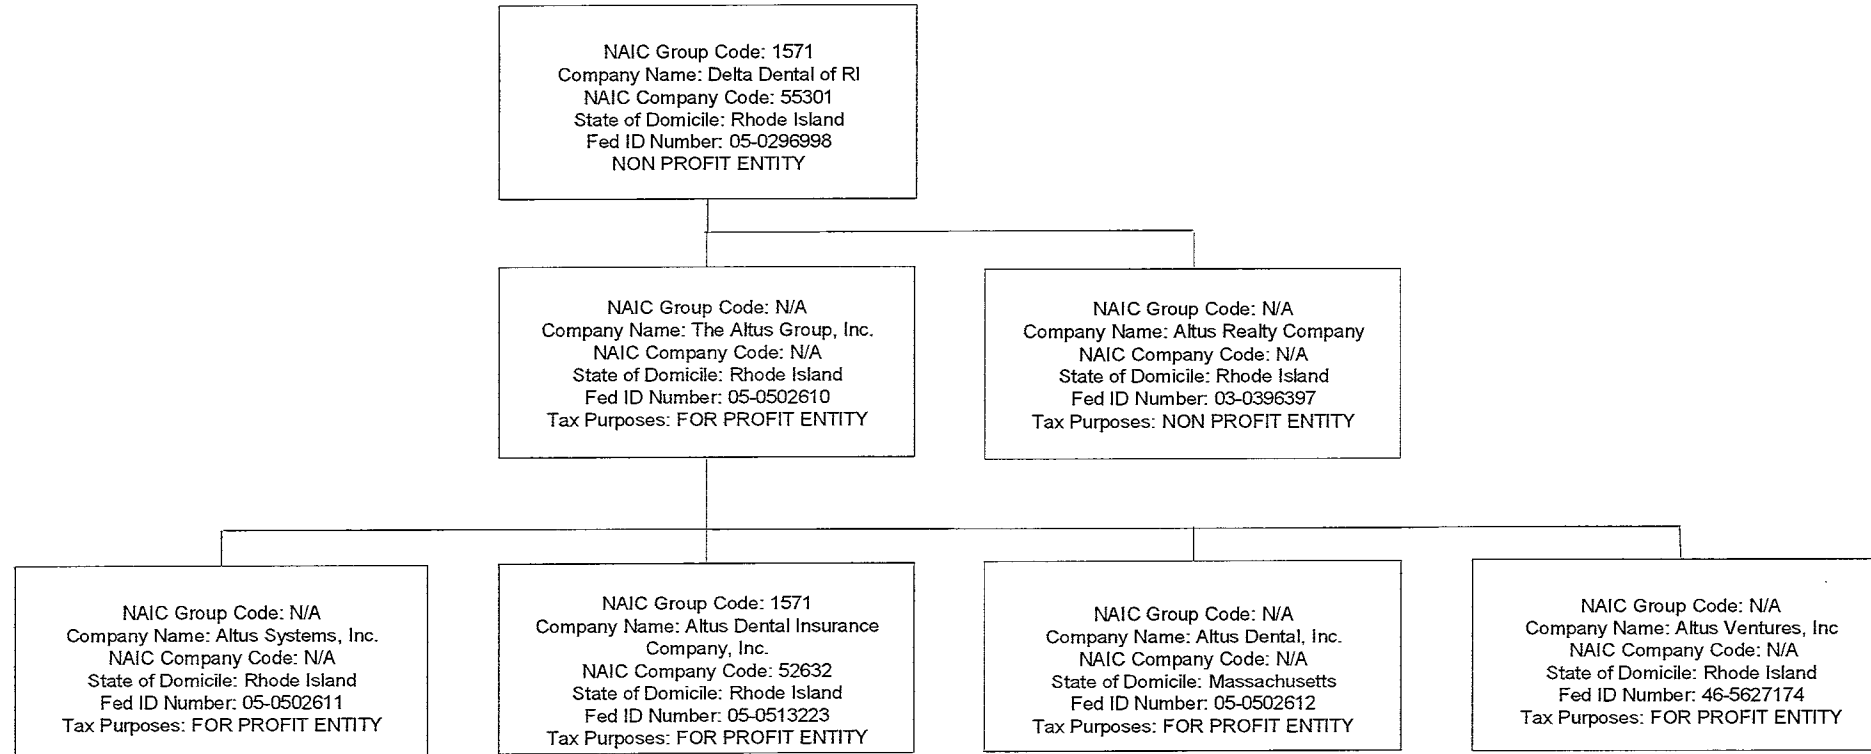 NAIC Group Code: 1571
Company Name: Delta Dental of RI
NAIC Company Code: 55301
State of Domicile: Rhode Island
Fed ID Number: 05-0296998
NON PROFIT ENTITY
NAIC Group Code: N/A
Company Name: The Altus Group, Inc.
NAIC Company Code: N/A
State of Domicile: Rhode Island
Fed ID Number: 05-0502610
Tax Purposes: FOR PROFIT ENTITY
NAIC Group Code: N/A
Company Name: Altus Realty Company
NAIC Company Code: N/A
State of Domicile: Rhode Island
Fed ID Number: 03-0396397
Tax Purposes: NON PROFIT ENTITY
NAIC Group Code: N/A
Company Name: Altus Systems, Inc.
NAIC Company Code: N/A
State of Domicile: Rhode Island
Fed ID Number: 05-0502611
Tax Purposes: FOR PROFIT ENTITY
NAIC Group Code: 1571
Company Name: Altus Dental Insurance
Company, Inc.
NAIC Company Code: 52632
State of Domicile: Rhode Island
Fed ID Number: 05-0513223
Tax Purposes: FOR PROFIT ENTITY
NAIC Group Code: N/A
Company Name: Altus Dental, Inc.
NAIC Company Code: N/A
State of Domicile: Massachusetts
Fed ID Number: 05-0502612
Tax Purposes: FOR PROFIT ENTITY
NAIC Group Code: N/A
Company Name: Altus Ventures, Inc
NAIC Company Code: N/A
State of Domicile: Rhode Island
Fed ID Number: 46-5627174
Tax Purposes: FOR PROFIT ENTITY